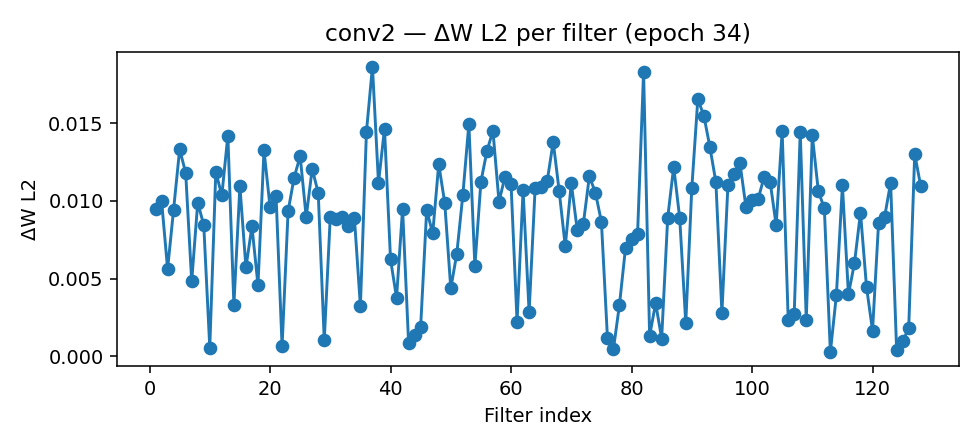 conv2 — ΔW L2 per filter (epoch 34)
0.015
0.010
0.005
0.000
ΔW L2
0 20 40 60 80 100 120
Filter index